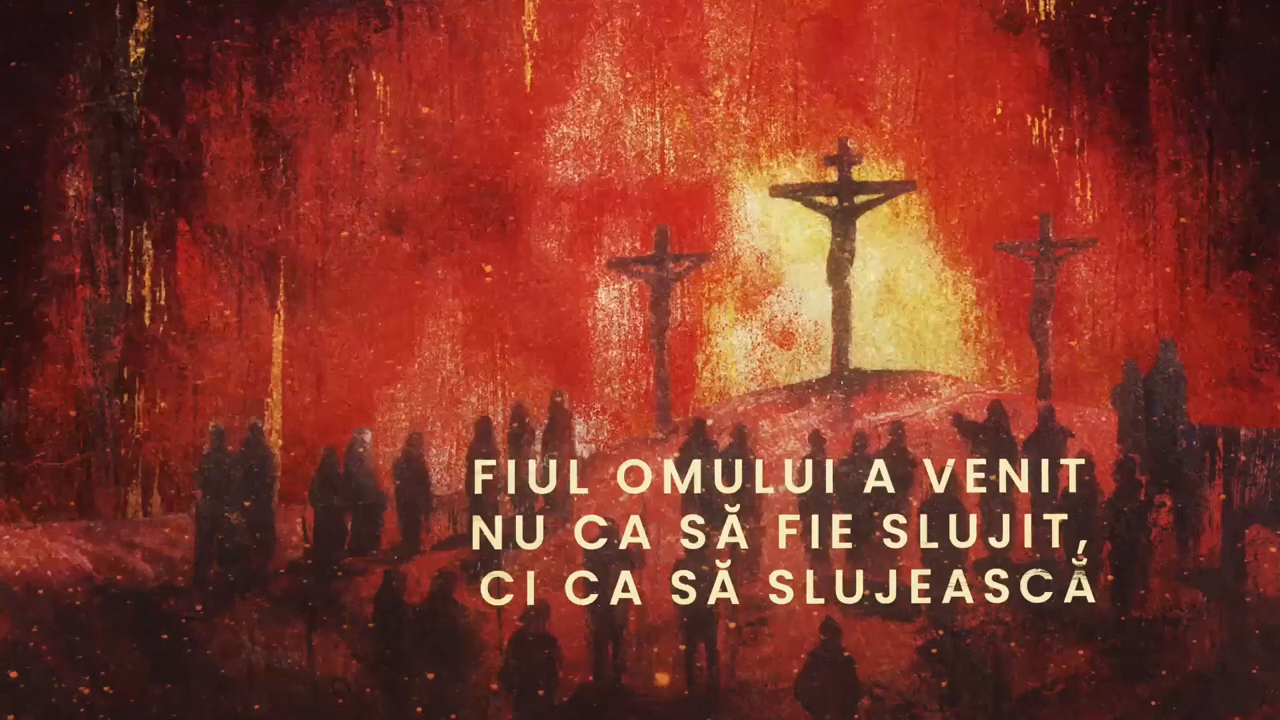 FIUL OMULUI A VENIT
NU CA SĂ FIE SLUJIT,
CI CA SĂ SLUJEASCĂ